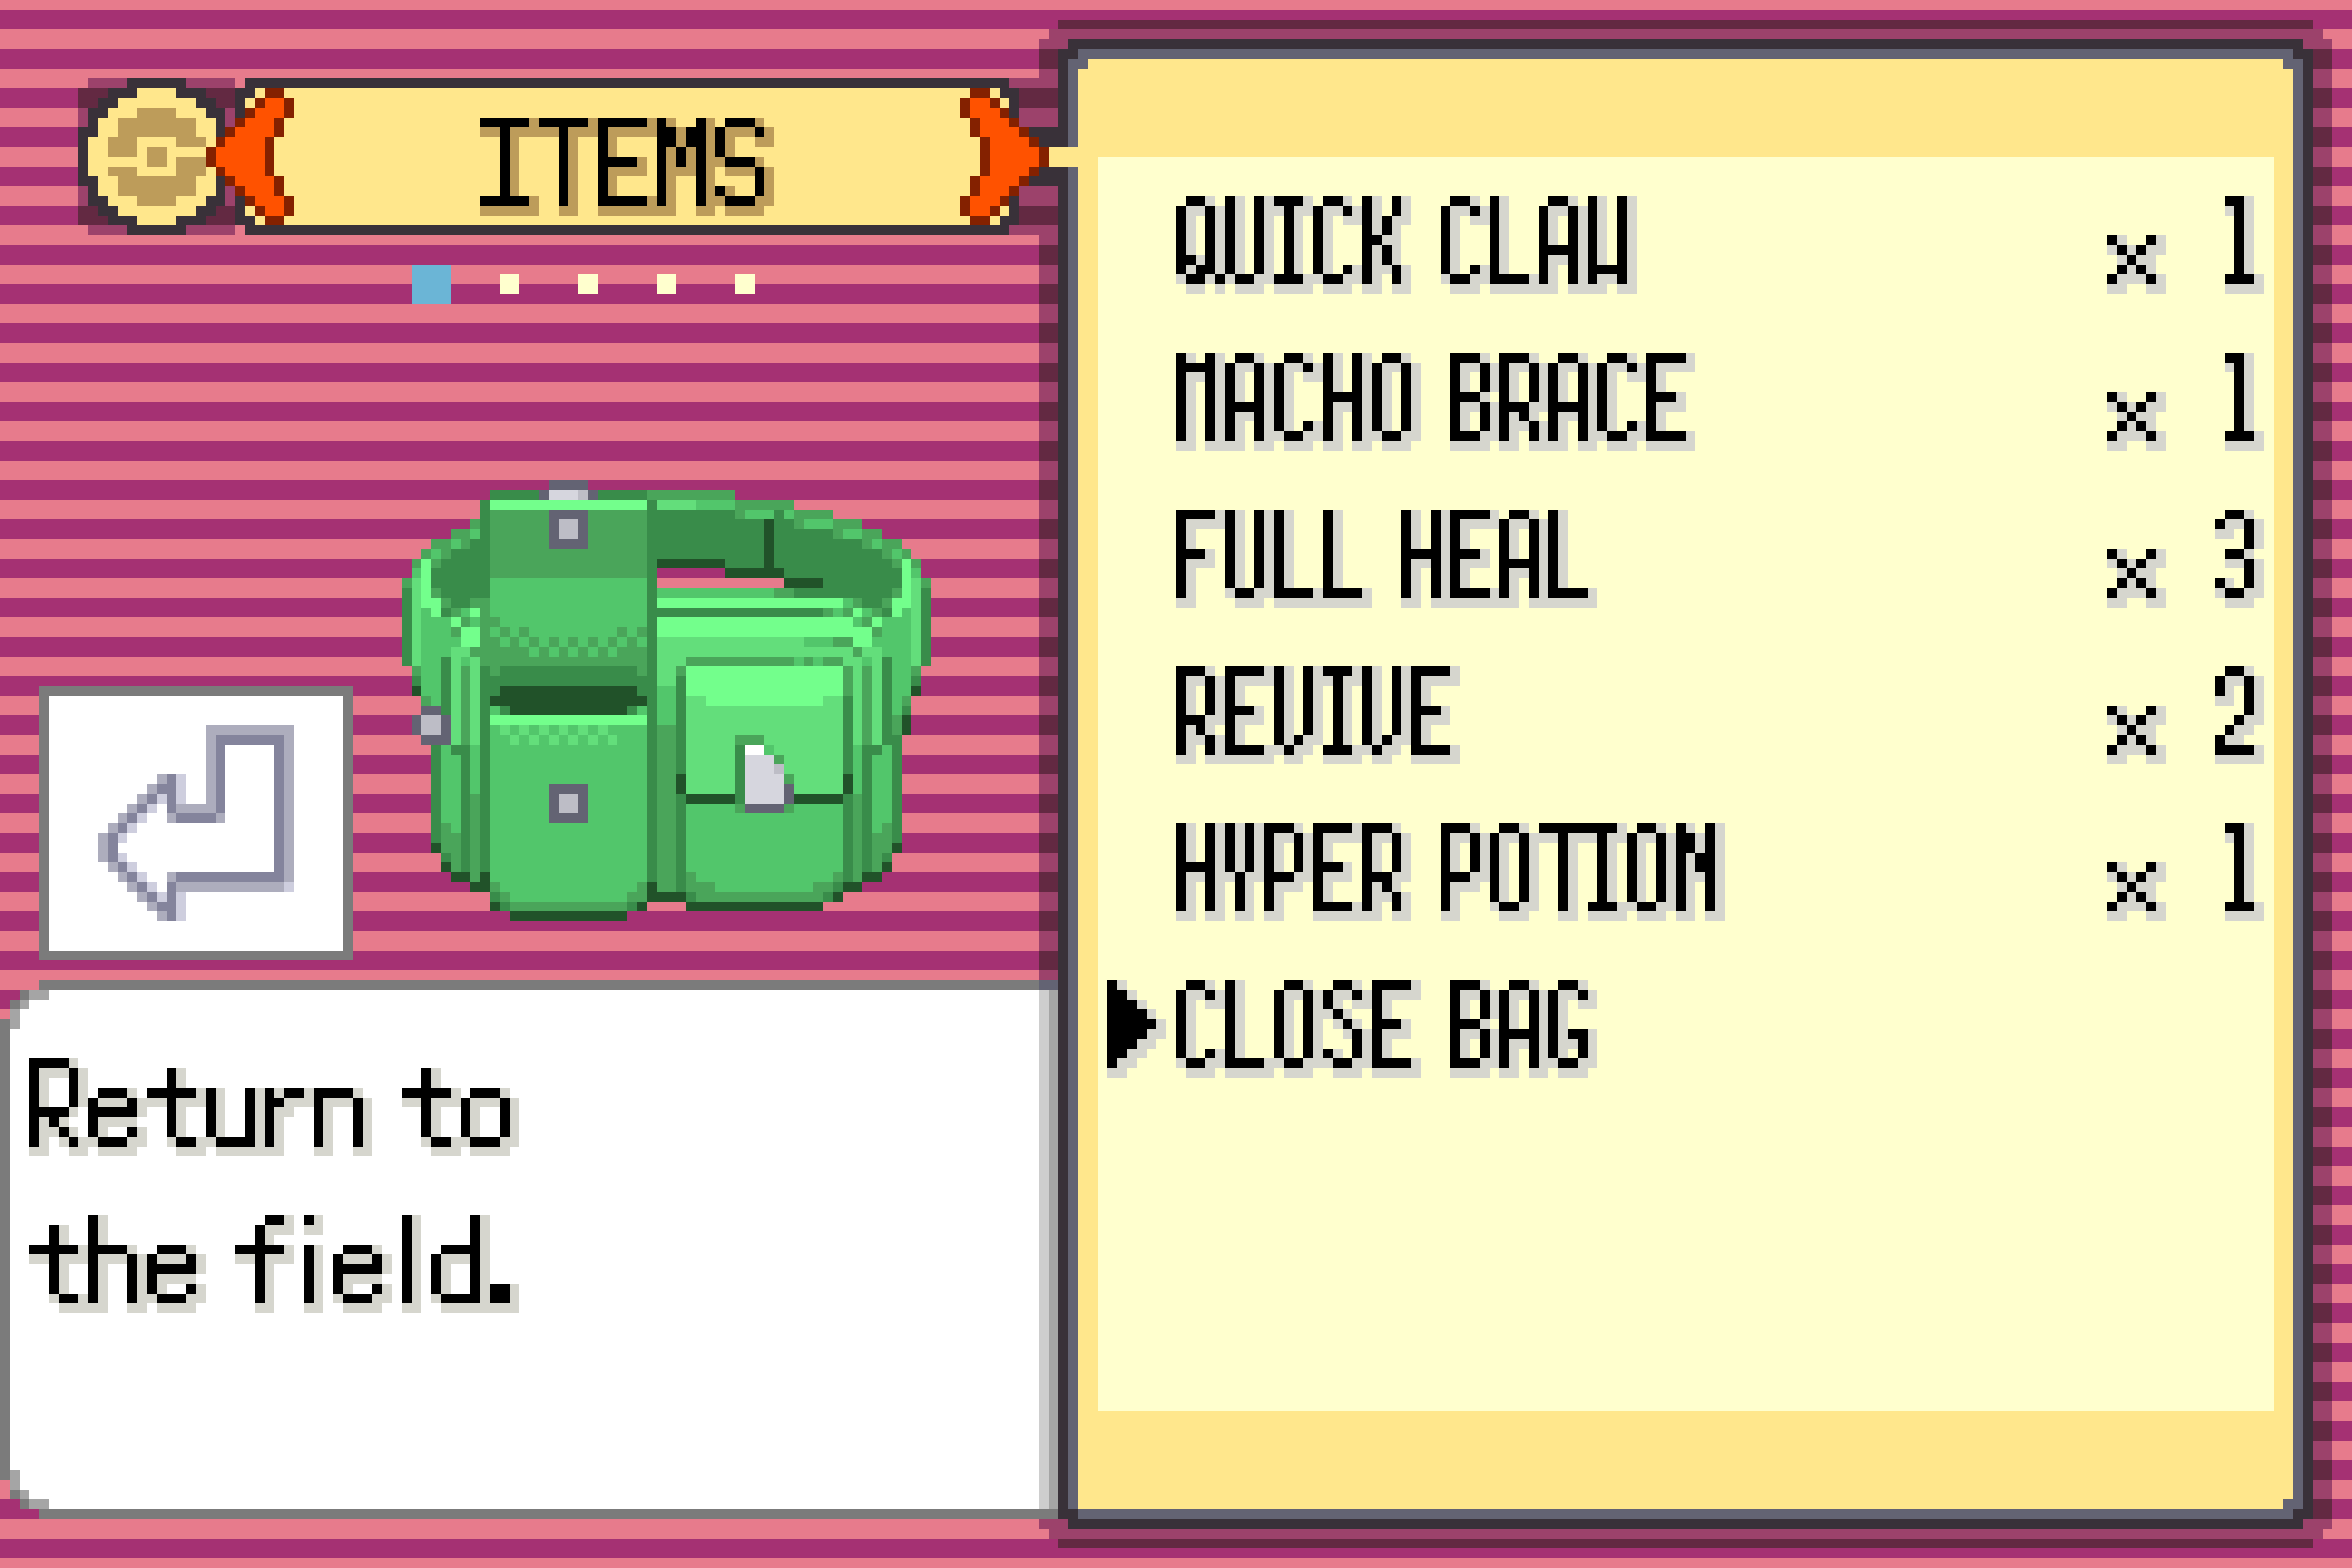 ITEMS
QUICK CLAW × 1
MACHO BRACE × 1
FULL HEAL × 3
REVIVE × 2
HYPER POTION × 1
▶CLOSE BAG
Return to
the field.